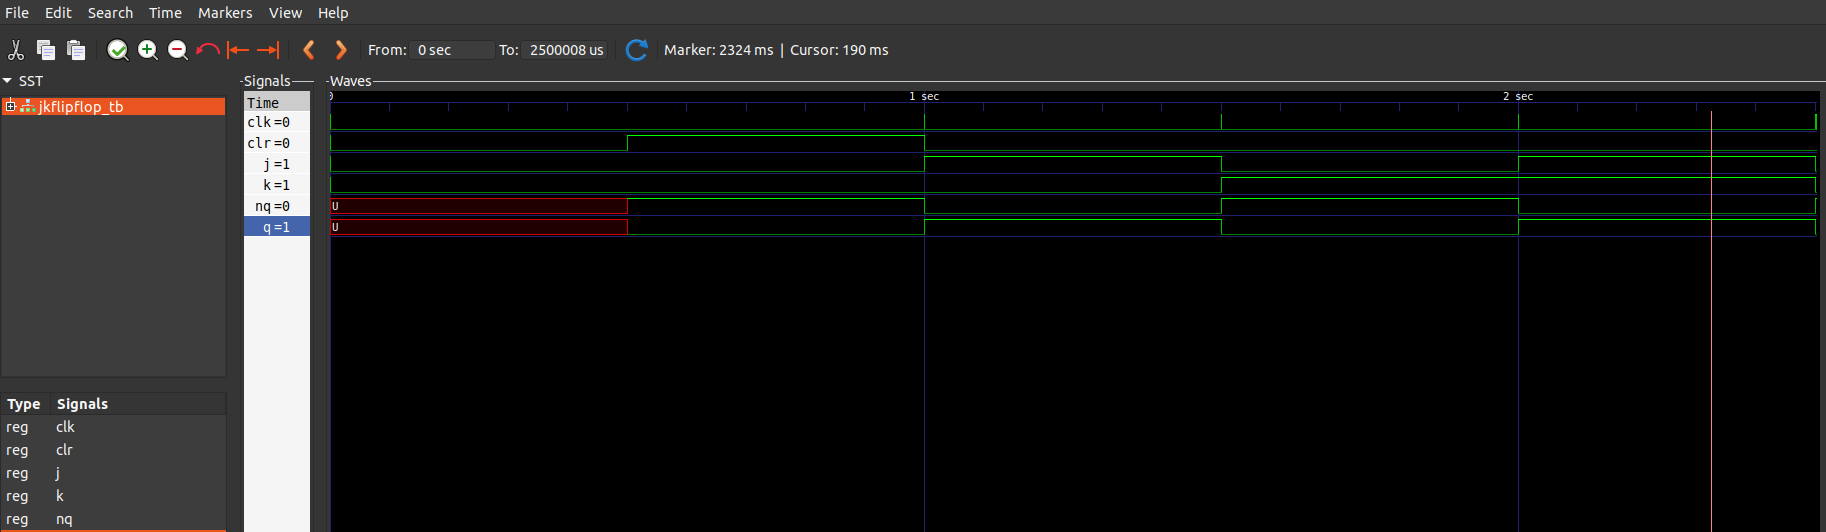 File Edit Search Time Markers View Help
From: 0 sec To: 2500008 us Marker: 2324 ms | Cursor: 190 ms
SST
jkflipflop_tb
Type Signals
reg clk
reg clr
reg j
reg k
reg nq
Signals
Time
clk=0
clr=0
j=1
k=1
nq=0
q=1
Waves
0 1 sec 2 sec
U
U